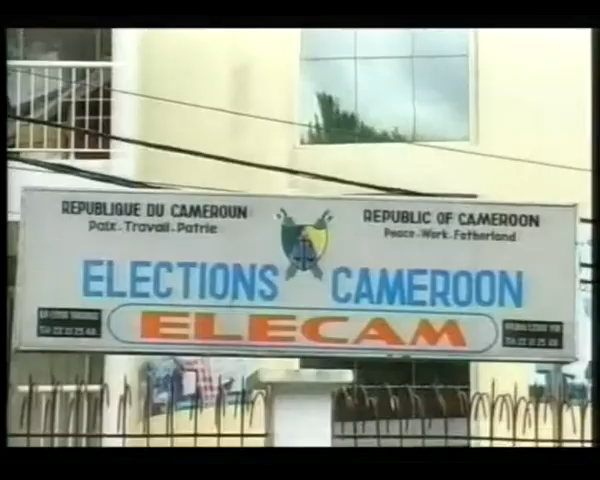 REPUBLIQUE DU CAMEROUN
Paix-Travail-Patrie
REPUBLIC OF CAMEROON
Peace-Work-Fatherland
ELECTIONS CAMEROON
ELECAM